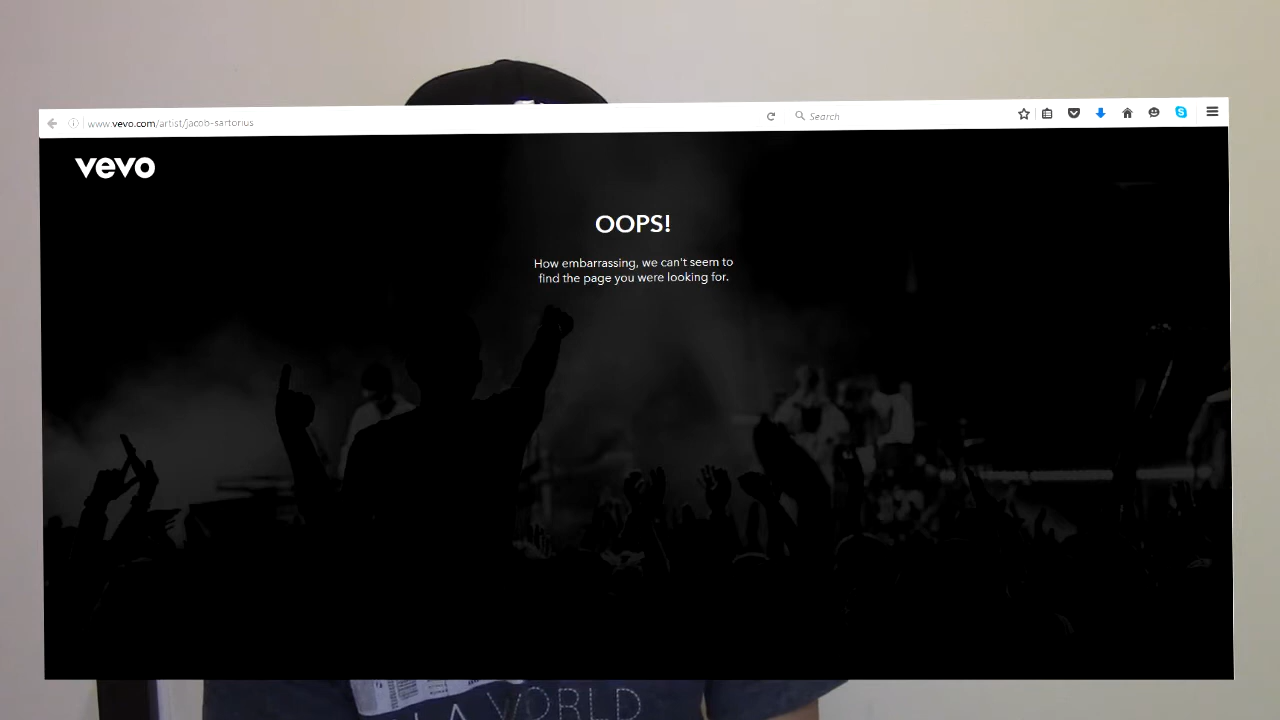 www.vevo.com/artist/jacob-sartorius
Search
vevo
OOPS!
How embarrassing, we can't seem to
find the page you were looking for.
WORLD